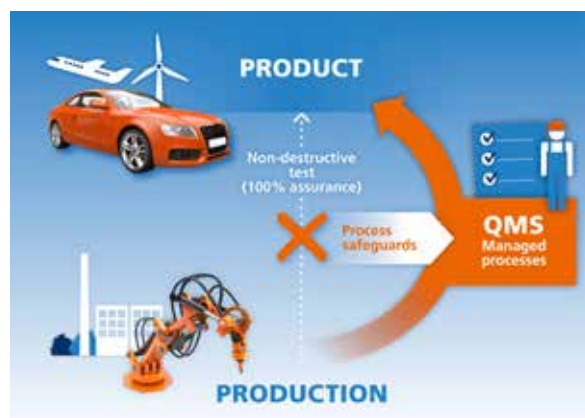 PRODUCT
Non-destructive
test
(100% assurance)
Process
safeguards
QMS
Managed
processes
PRODUCTION